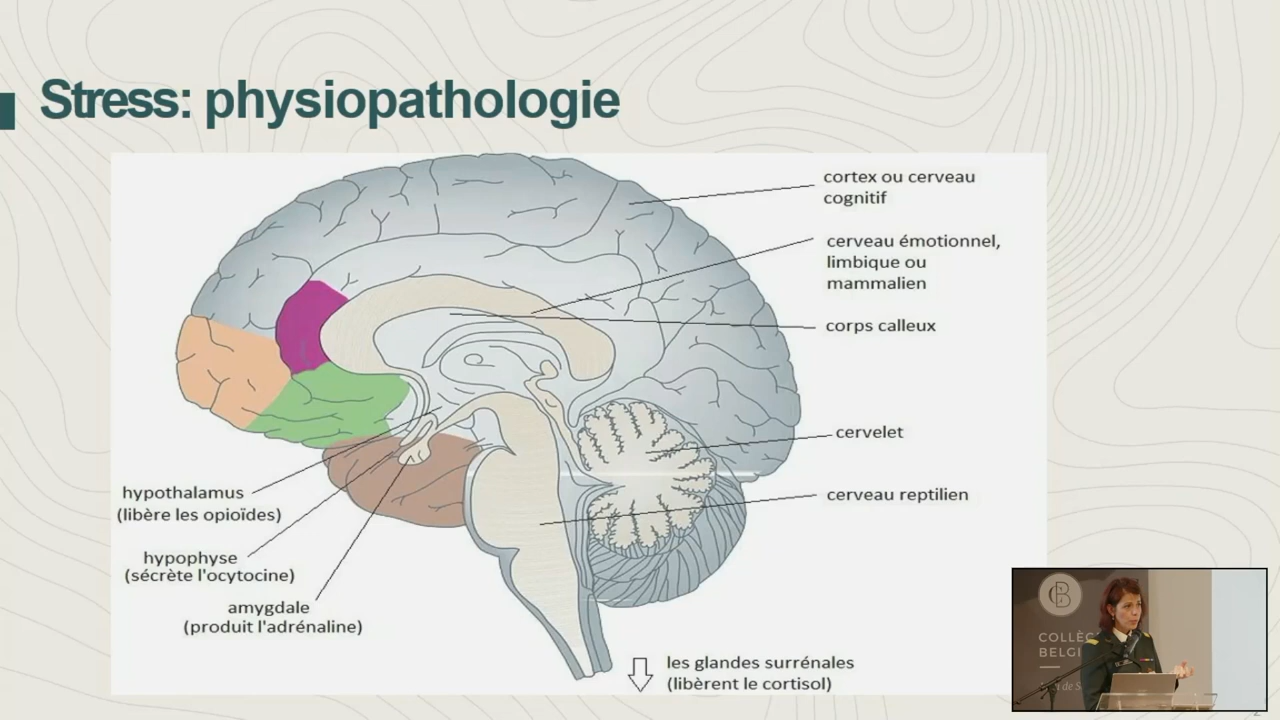 Stress: physiopathologie
cortex ou cerveau
cognitif
cerveau émotionnel,
limbique ou
mammalien
corps calleux
cervelet
cerveau reptilien
hypothalamus
(libère les opioïdes)
hypophyse
(sécrète l'ocytocine)
amygdale
(produit l'adrénaline)
les glandes surrénales
(libèrent le cortisol)
COLLÈG
BELGI